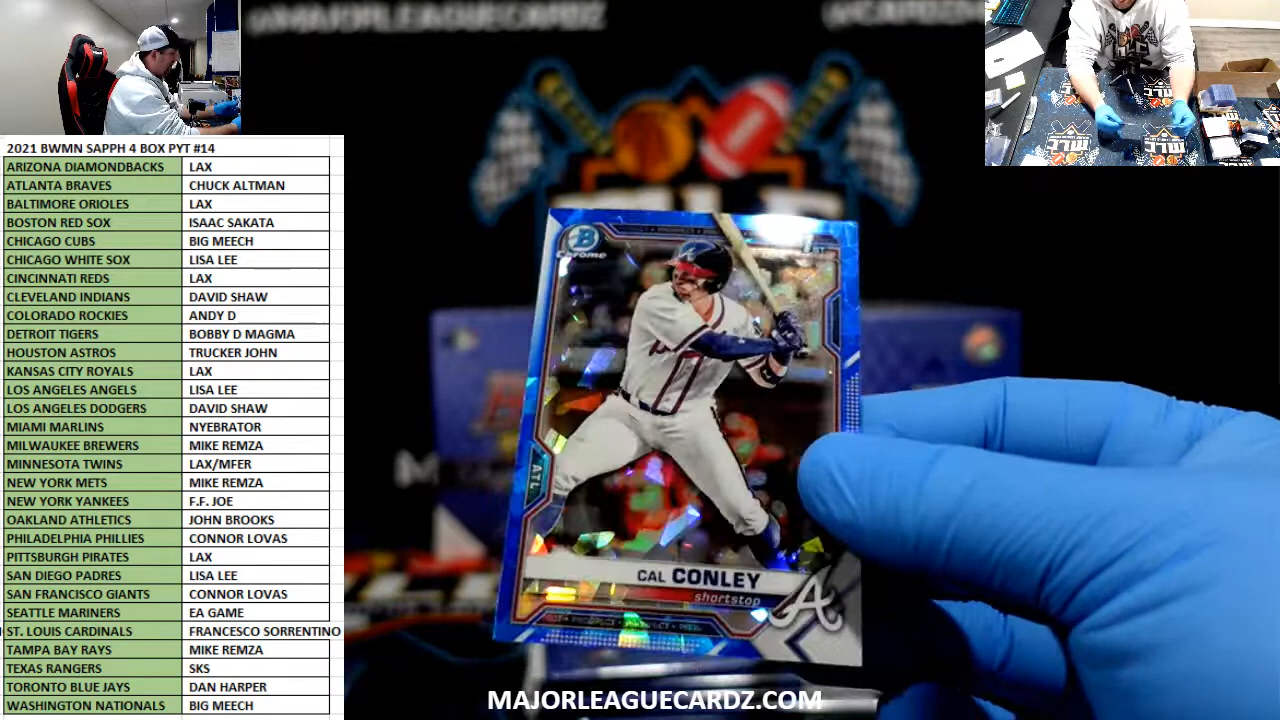 @MAJORLEAGUECARDZ
2021 BWMN SAPPH 4 BOX PYT #14
ARIZONA DIAMONDBACKS LAX
ATLANTA BRAVES CHUCK ALTMAN
BALTIMORE ORIOLES LAX
BOSTON RED SOX ISAAC SAKATA
CHICAGO CUBS BIG MEECH
CHICAGO WHITE SOX LISA LEE
CINCINNATI REDS LAX
CLEVELAND INDIANS DAVID SHAW
COLORADO ROCKIES ANDY D
DETROIT TIGERS BOBBY D MAGMA
HOUSTON ASTROS TRUCKER JOHN
KANSAS CITY ROYALS LAX
LOS ANGELES ANGELS LISA LEE
LOS ANGELES DODGERS DAVID SHAW
MIAMI MARLINS NYEBRATOR
MILWAUKEE BREWERS MIKE REMZA
MINNESOTA TWINS LAX/MFER
NEW YORK METS MIKE REMZA
NEW YORK YANKEES F.F. JOE
OAKLAND ATHLETICS JOHN BROOKS
PHILADELPHIA PHILLIES CONNOR LOVAS
PITTSBURGH PIRATES LAX
SAN DIEGO PADRES LISA LEE
SAN FRANCISCO GIANTS CONNOR LOVAS
SEATTLE MARINERS EA GAME
ST. LOUIS CARDINALS FRANCESCO SORRENTINO
TAMPA BAY RAYS MIKE REMZA
TEXAS RANGERS SKS
TORONTO BLUE JAYS DAN HARPER
WASHINGTON NATIONALS BIG MEECH
B
Chrome
1ST
ATL
CAL CONLEY
shortstop
A
MAJORLEAGUECARDZ.COM